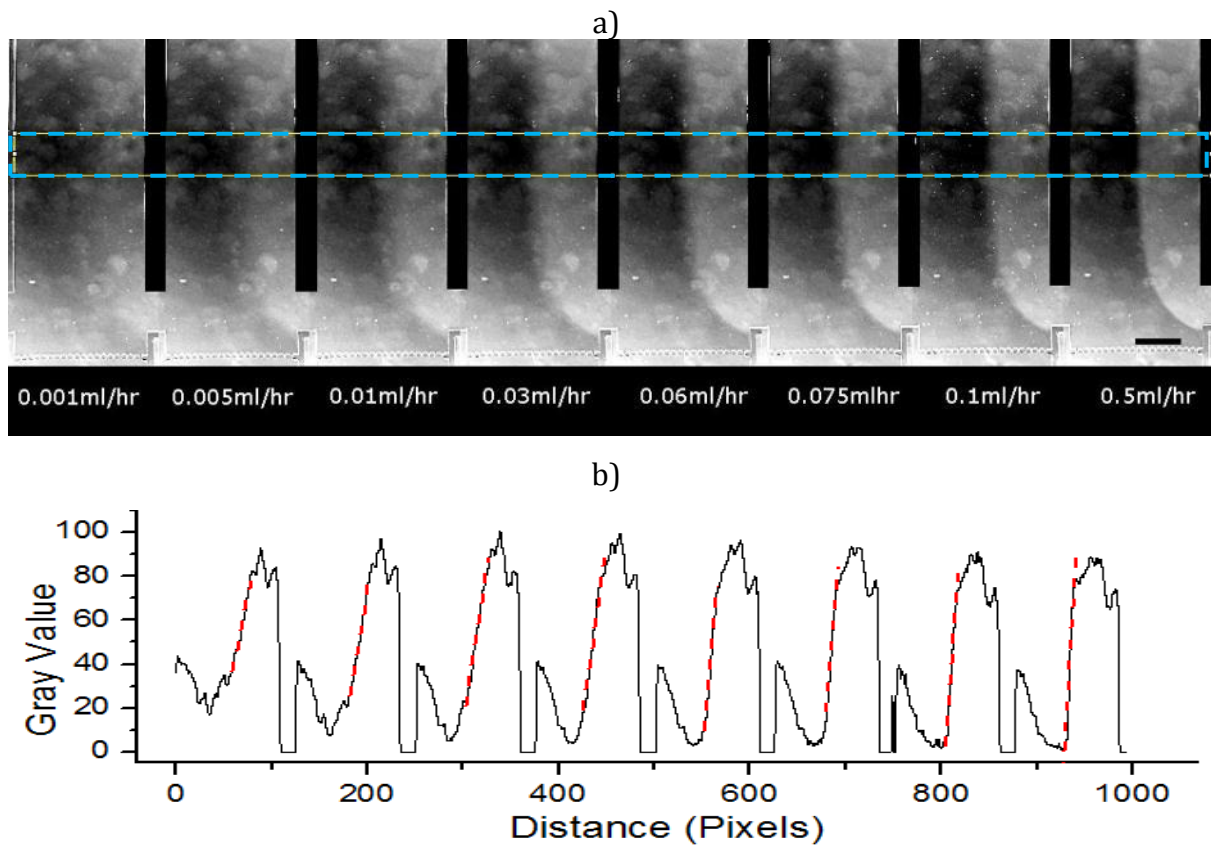 a)
0.001ml/hr 0.005ml/hr 0.01ml/hr 0.03ml/hr 0.06ml/hr 0.075mlhr 0.1ml/hr 0.5ml/hr
b)
100
80
60
40
20
0
Gray Value
0 200 400 600 800 1000
Distance (Pixels)